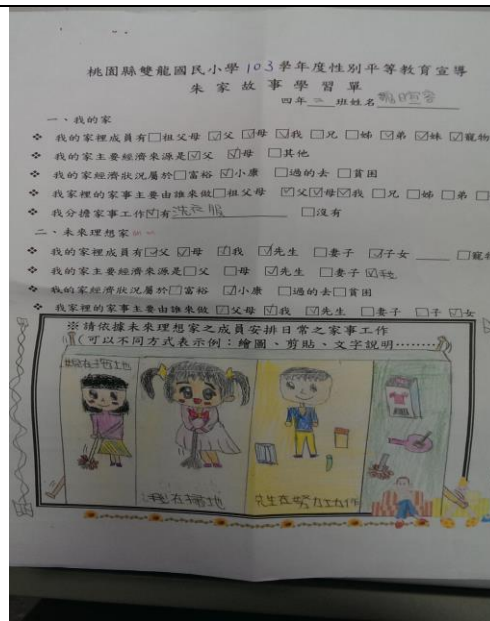 桃園縣雙龍國民小學103學年度性別平等教育宣導
朱家故事學習單
四年二班姓名
一、我的家
❖ 我的家裡成員有□祖父母 ☑父 ☑母 ☑我 □兄 □姊 ☑弟 ☑妹 ☑寵物
❖ 我的家主要經濟來源是☑父 ☑母 □其他
❖ 我的家經濟狀況屬於□富裕 ☑小康 □過的去 □貧困
❖ 我家裡的家事主要由誰來做□祖父母 ☑父☑母☑我 □兄 □姊 □弟 □
❖ 我分擔家事工作☑有洗衣服 □沒有
二、未來理想家
❖ 我的家裡成員有☑父 ☑母 ☑我 ☑先生 □妻子 ☑子女 □寵
❖ 我的家主要經濟來源是□父 □母 ☑先生 □妻子 ☑
❖ 我的家經濟狀況屬於□富裕 ☑小康 □過的去 □貧困
❖ 我家裡的家事主要由誰來做 ☑父母 ☑我 ☑先生 □妻子 □子 ☑女
※請依據未來理想家之成員安排日常之家事工作
(可以不同方式表示例：繪圖、剪貼、文字說明………)
在掃地
我在掃地
先生在努力工作